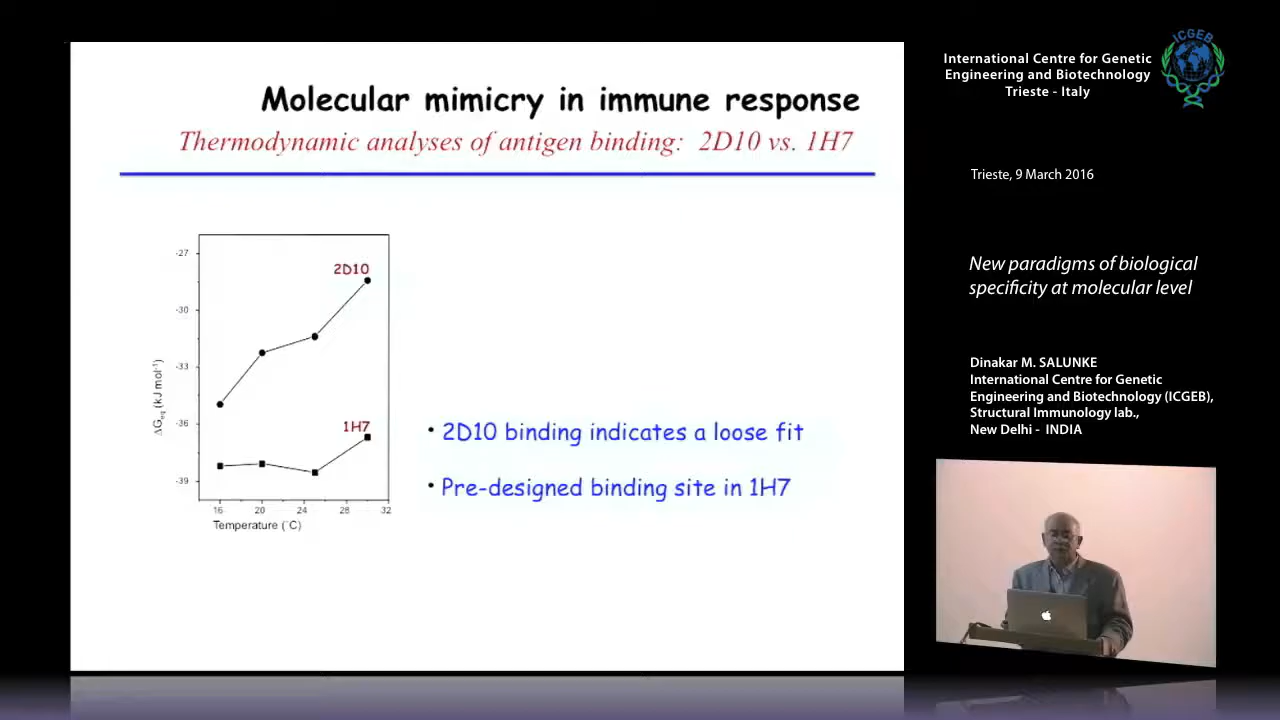 Molecular mimicry in immune response
Thermodynamic analyses of antigen binding: 2D10 vs. 1H7
-27
-30
-33
-36
-39
ΔGeq (kJ mol⁻¹)
2D10
1H7
16 20 24 28 32
Temperature (°C)
• 2D10 binding indicates a loose fit
• Pre-designed binding site in 1H7
International Centre for Genetic
Engineering and Biotechnology
Trieste - Italy
ICGEB
Trieste, 9 March 2016
New paradigms of biological
specificity at molecular level
Dinakar M. SALUNKE
International Centre for Genetic
Engineering and Biotechnology (ICGEB),
Structural Immunology lab.,
New Delhi - INDIA